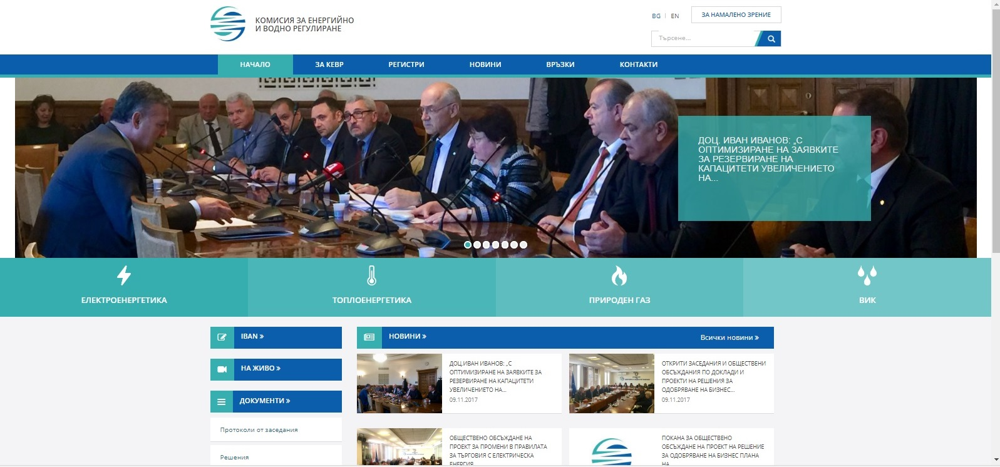 КОМИСИЯ ЗА ЕНЕРГИЙНО
И ВОДНО РЕГУЛИРАНЕ
BG | EN
ЗА НАМАЛЕНО ЗРЕНИЕ
Търсене...
НАЧАЛО ЗА КЕВР РЕГИСТРИ НОВИНИ ВРЪЗКИ КОНТАКТИ
ДОЦ. ИВАН ИВАНОВ: „С
ОПТИМИЗИРАНЕ НА ЗАЯВКИТЕ
ЗА РЕЗЕРВИРАНЕ НА
КАПАЦИТЕТИ УВЕЛИЧЕНИЕТО
НА...
ЕЛЕКТРОЕНЕРГЕТИКА ТОПЛОЕНЕРГЕТИКА ПРИРОДЕН ГАЗ ВИК
IBAN »
НА ЖИВО »
ДОКУМЕНТИ »
Протоколи от заседания
Решения
НОВИНИ » Всички новини »
ДОЦ.ИВАН ИВАНОВ: „С
ОПТИМИЗИРАНЕ НА ЗАЯВКИТЕ ЗА
РЕЗЕРВИРАНЕ НА КАПАЦИТЕТИ
УВЕЛИЧЕНИЕТО НА...
09.11.2017
ОТКРИТИ ЗАСЕДАНИЯ И ОБЩЕСТВЕНИ
ОБСЪЖДАНИЯ ПО ДОКЛАДИ И
ПРОЕКТИ НА РЕШЕНИЯ ЗА
ОДОБРЯВАНЕ НА БИЗНЕС...
09.11.2017
ОБЩЕСТВЕНО ОБСЪЖДАНЕ НА
ПРОЕКТ ЗА ПРОМЕНИ В ПРАВИЛАТА
ЗА ТЪРГОВИЯ С ЕЛЕКТРИЧЕСКА
ЕНЕРГИЯ
ПОКАНА ЗА ОБЩЕСТВЕНО
ОБСЪЖДАНЕ НА ПРОЕКТ НА РЕШЕНИЕ
ЗА ОДОБРЯВАНЕ НА БИЗНЕС ПЛАНА
НА